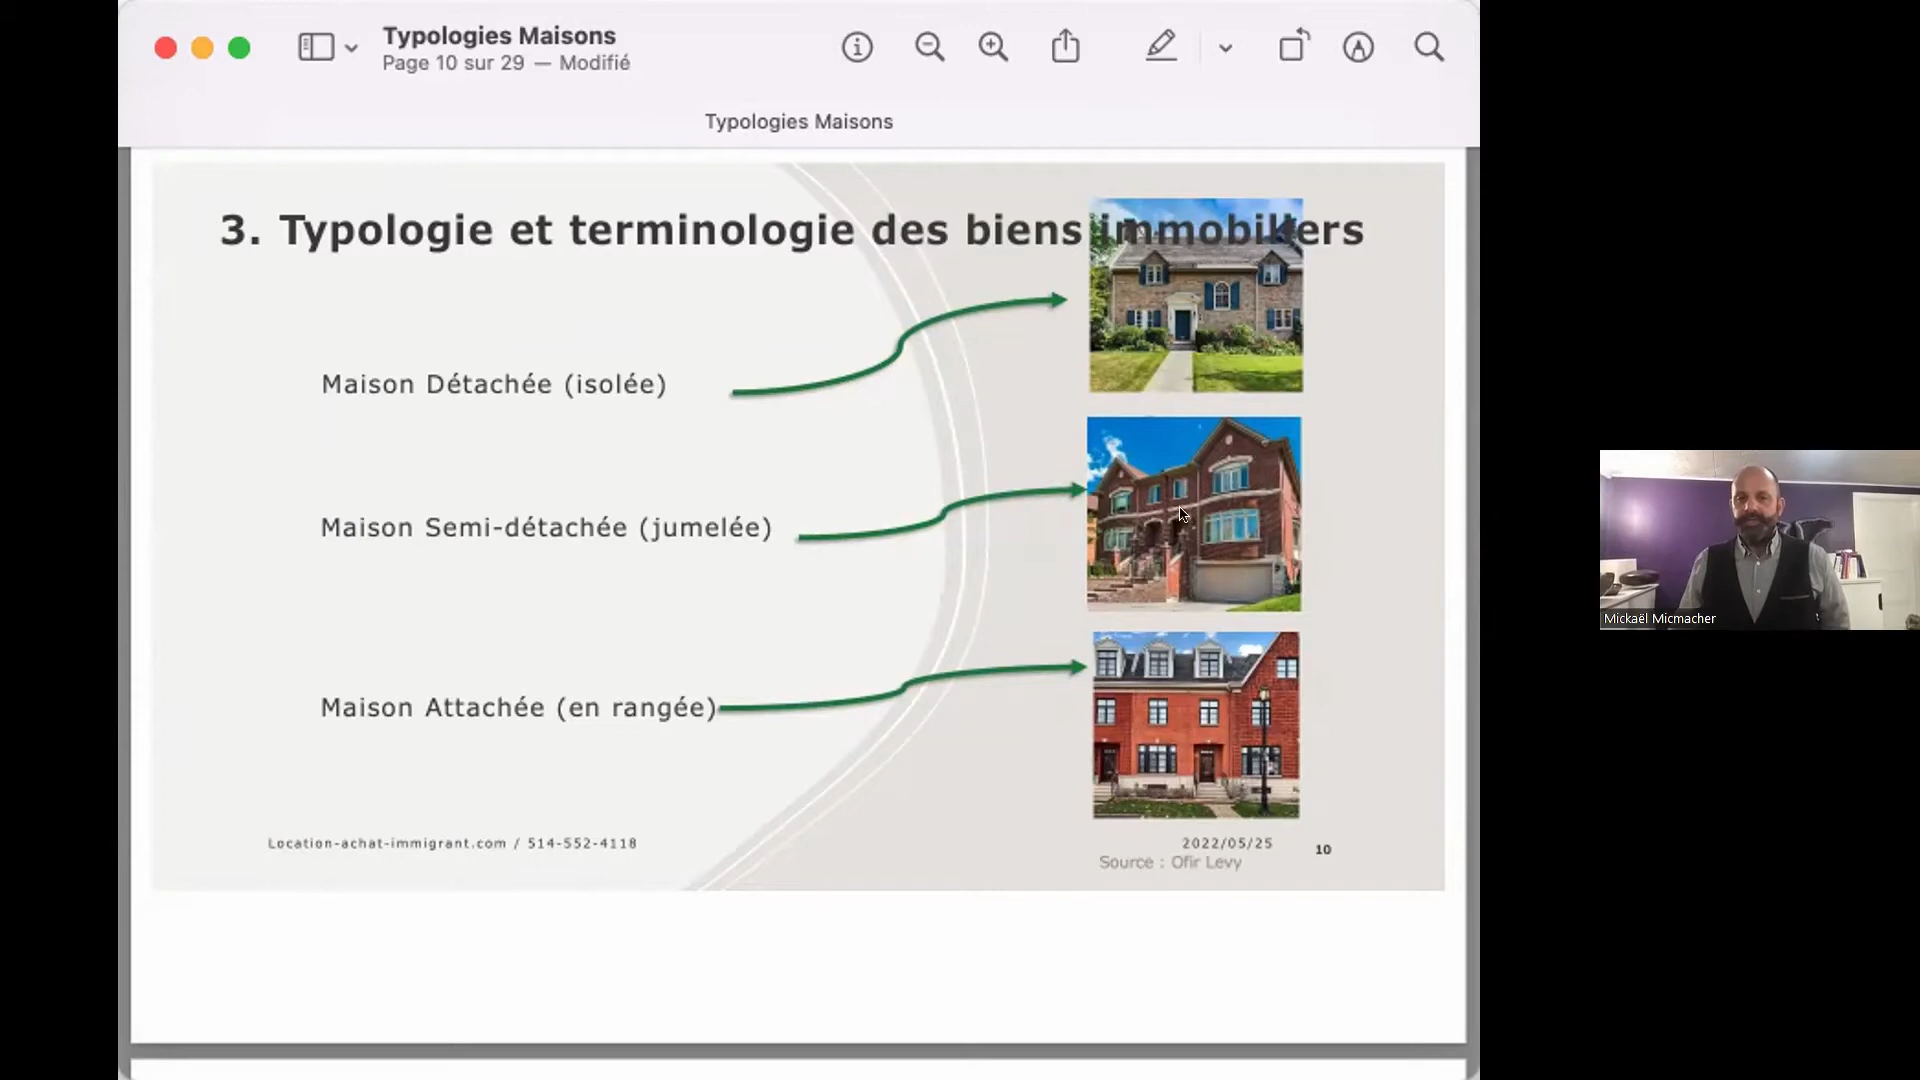 Typologies Maisons
Page 10 sur 29 — Modifié
Typologies Maisons
3. Typologie et terminologie des biens immobiliers
Maison Détachée (isolée)
Maison Semi-détachée (jumelée)
Maison Attachée (en rangée)
Location-achat-immigrant.com / 514-552-4118
2022/05/25
10
Source : Ofir Levy
Mickaël Micmacher